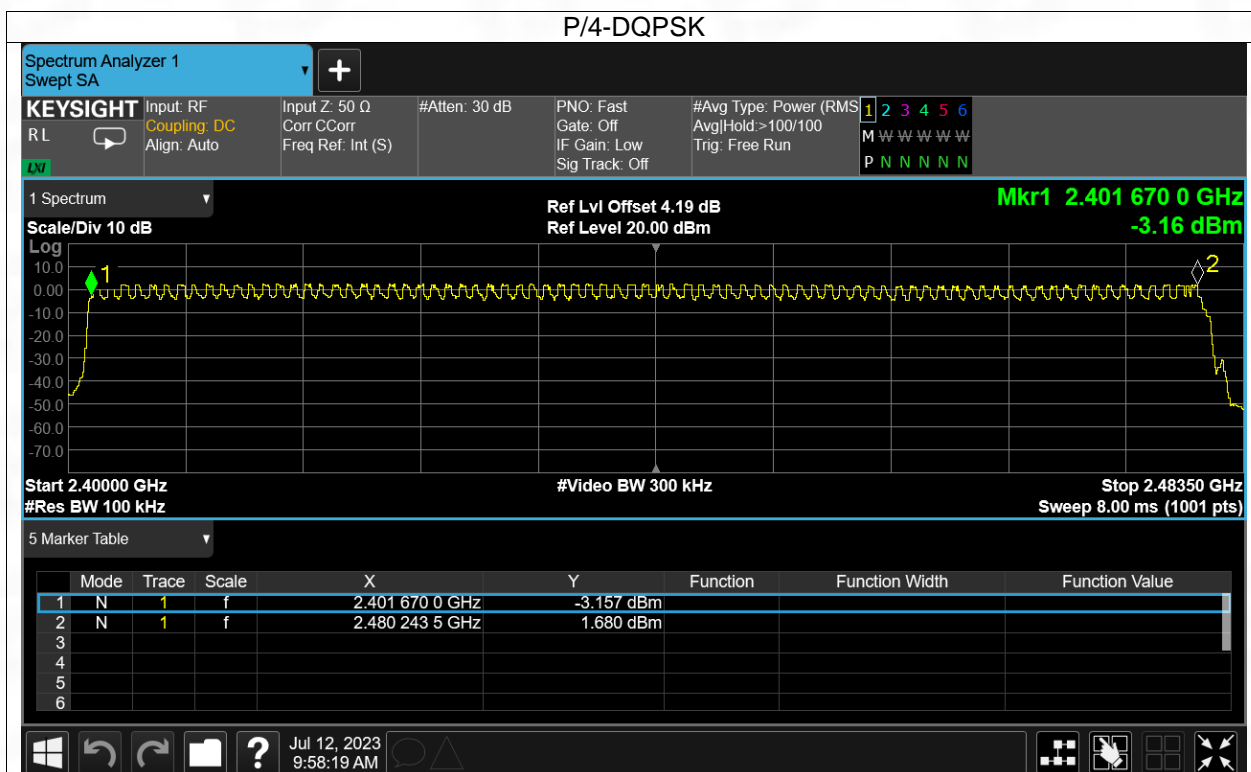 P/4-DQPSK
Spectrum Analyzer 1
Swept SA
+
KEYSIGHT
R L
LXI
Input: RF
Coupling: DC
Align: Auto
Input Z: 50 Ω
Corr CCorr
Freq Ref: Int (S)
#Atten: 30 dB
PNO: Fast
Gate: Off
IF Gain: Low
Sig Track: Off
#Avg Type: Power (RMS
Avg|Hold:>100/100
Trig: Free Run
1 2 3 4 5 6
M W W W W W
P N N N N N
1 Spectrum
Scale/Div 10 dB
Ref Lvl Offset 4.19 dB
Ref Level 20.00 dBm
Mkr1 2.401 670 0 GHz
-3.16 dBm
Log
10.0
0.00
-10.0
-20.0
-30.0
-40.0
-50.0
-60.0
-70.0
1
2
Start 2.40000 GHz
#Res BW 100 kHz
#Video BW 300 kHz
Stop 2.48350 GHz
Sweep 8.00 ms (1001 pts)
5 Marker Table
Mode Trace Scale X Y Function Function Width Function Value
1 N 1 f 2.401 670 0 GHz -3.157 dBm
2 N 1 f 2.480 243 5 GHz 1.680 dBm
3
4
5
6
?
Jul 12, 2023
9:58:19 AM